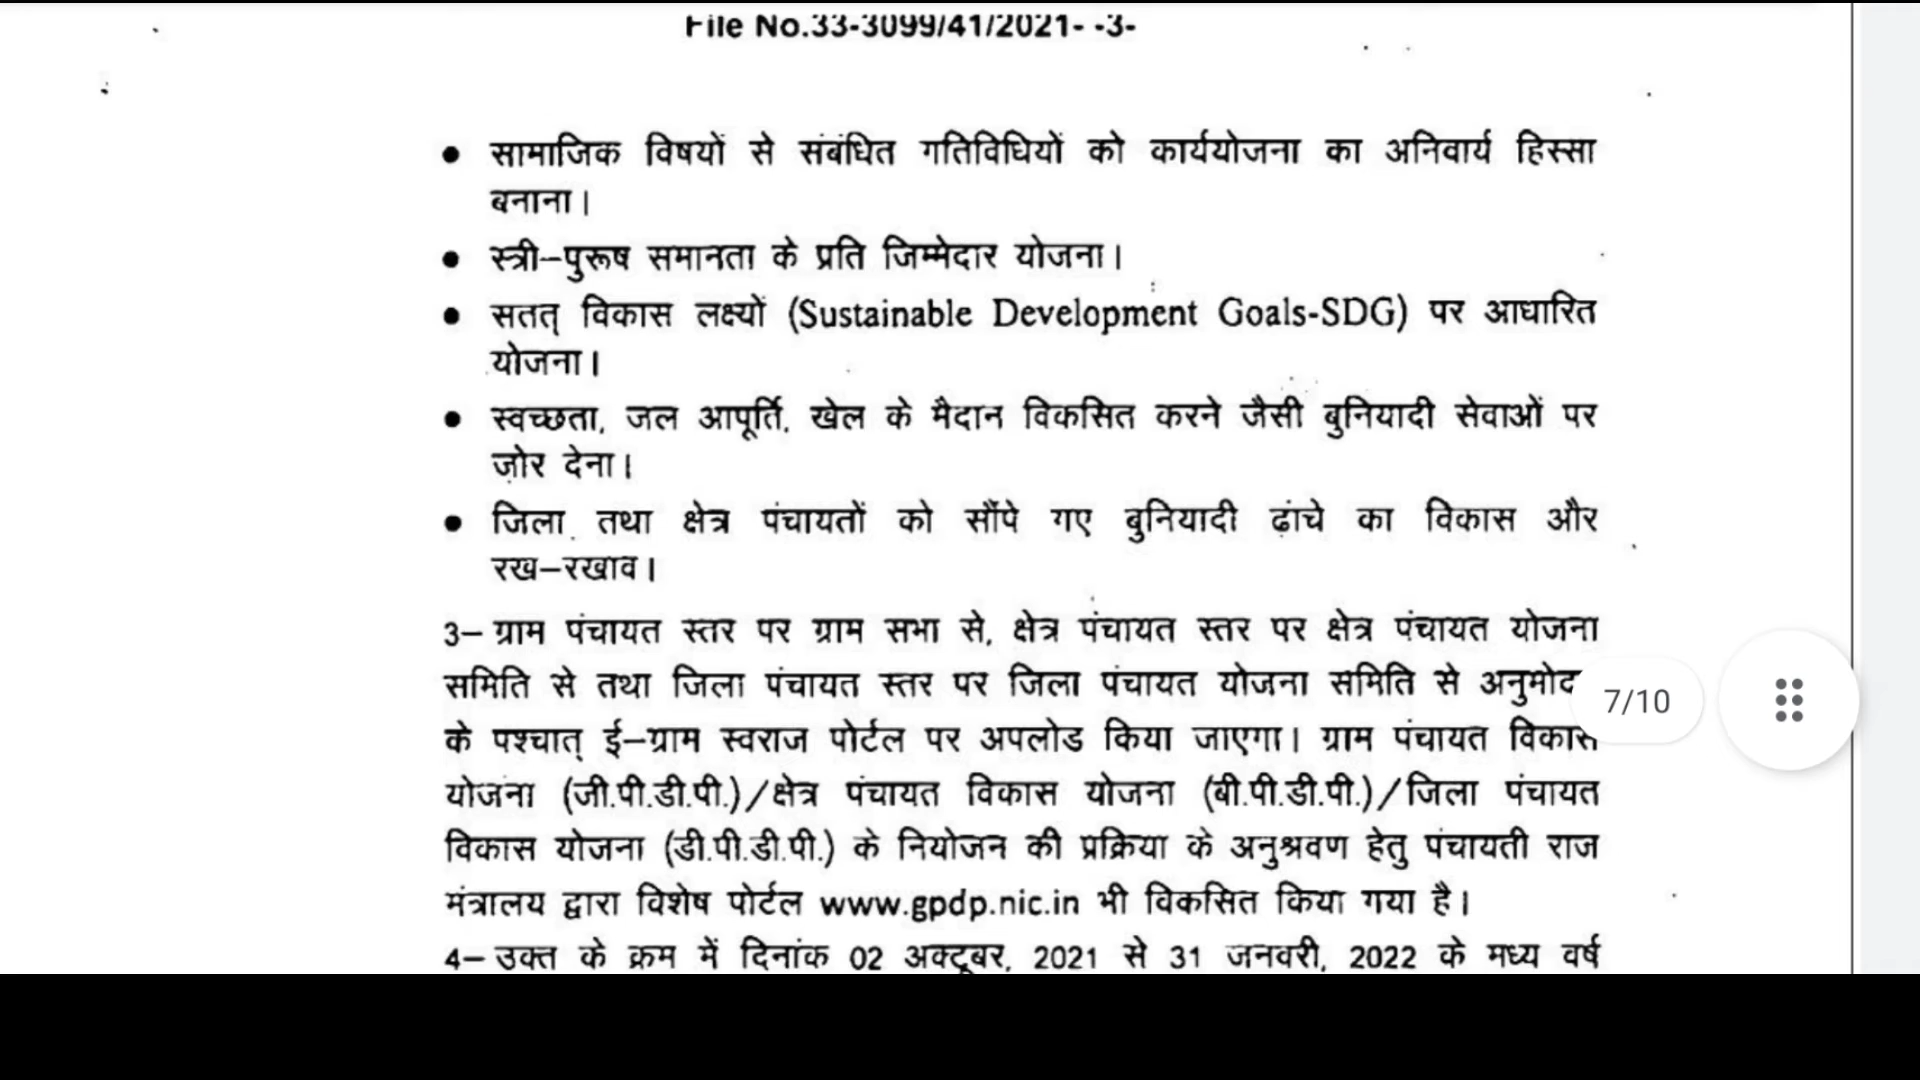 File No.33-3099/41/2021- -3-
● सामाजिक विषयों से संबंधित गतिविधियों को कार्ययोजना का अनिवार्य हिस्सा
बनाना।
● स्त्री–पुरूष समानता के प्रति जिम्मेदार योजना।
● सतत् विकास लक्ष्यों (Sustainable Development Goals-SDG) पर आधारित
योजना।
● स्वच्छता, जल आपूर्ति, खेल के मैदान विकसित करने जैसी बुनियादी सेवाओं पर
जोर देना।
● जिला तथा क्षेत्र पंचायतों को सौंपे गए बुनियादी ढांचे का विकास और
रख–रखाव।
3– ग्राम पंचायत स्तर पर ग्राम सभा से, क्षेत्र पंचायत स्तर पर क्षेत्र पंचायत योजना
समिति से तथा जिला पंचायत स्तर पर जिला पंचायत योजना समिति से
के पश्चात् ई–ग्राम स्वराज पोर्टल पर अपलोड किया जाएगा। ग्राम पंचायत विकास
योजना (जी.पी.डी.पी.)/क्षेत्र पंचायत विकास योजना (बी.पी.डी.पी.)/जिला पंचायत
विकास योजना (डी.पी.डी.पी.) के नियोजन की प्रक्रिया के अनुश्रवण हेतु पंचायती राज
मंत्रालय द्वारा विशेष पोर्टल www.gpdp.nic.in भी विकसित किया गया है।
4– उक्त के क्रम में दिनांक 02 अक्टूबर, 2021 से 31 जनवरी, 2022 के मध्य वर्ष
7/10